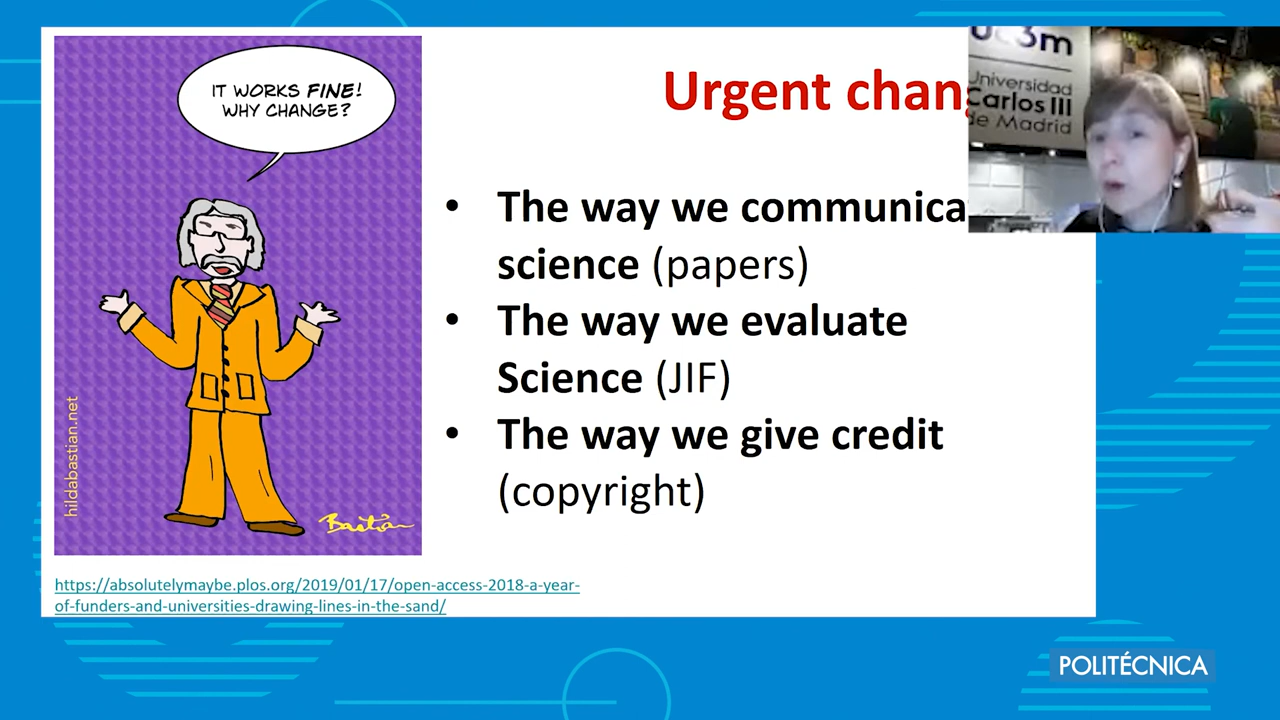 IT WORKS FINE!
WHY CHANGE?
hildabastian.net
Bastian
Urgent chan
• The way we communica
science (papers)
• The way we evaluate
Science (JIF)
• The way we give credit
(copyright)
https://absolutelymaybe.plos.org/2019/01/17/open-access-2018-a-year-
of-funders-and-universities-drawing-lines-in-the-sand/
uc3m
Universidad
Carlos III
de Madrid
POLITÉCNICA